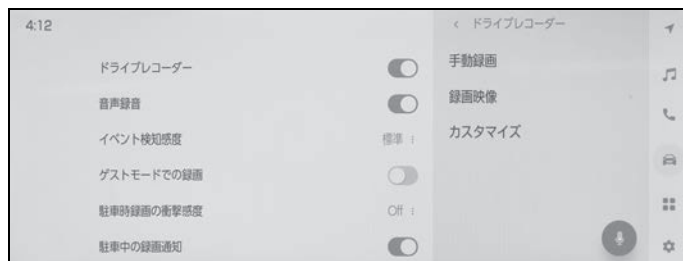 4:12
ドライブレコーダー
音声録音
イベント検知感度 標準
ゲストモードでの録画
駐車時録画の衝撃感度 Off
駐車中の録画通知
ドライブレコーダー
手動録画
録画映像
カスタマイズ